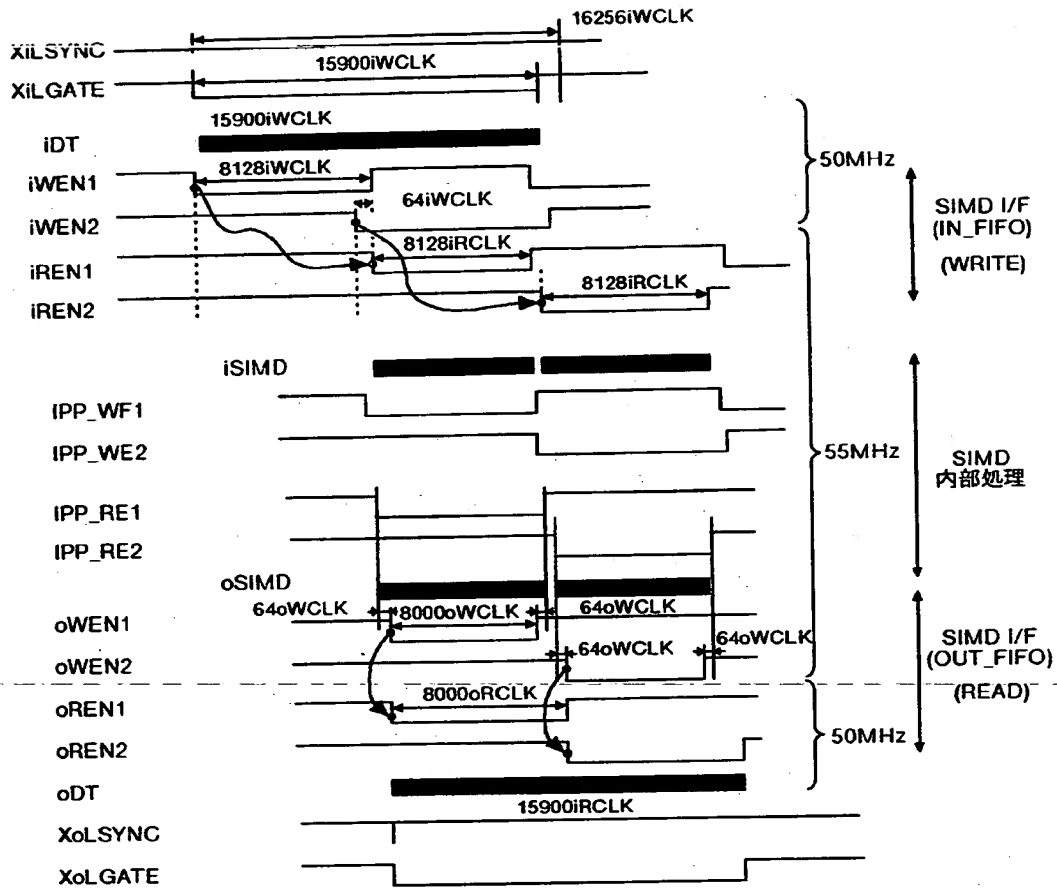 16256iWCLK
XiLSYNC
15900iWCLK
XiLGATE
15900iWCLK
iDT
50MHz
8128iWCLK
iWEN1
64iWCLK
iWEN2
SIMD I/F
(IN_FIFO)
(WRITE)
8128iRCLK
iREN1
8128iRCLK
iREN2
iSIMD
IPP_WF1
IPP_WE2
55MHz
SIMD
内部処理
IPP_RE1
IPP_RE2
oSIMD
64oWCLK
8000oWCLK
64oWCLK
oWEN1
64oWCLK
64oWCLK
oWEN2
SIMD I/F
(OUT_FIFO)
(READ)
8000oRCLK
oREN1
oREN2
50MHz
oDT
15900iRCLK
XoLSYNC
XoLGATE